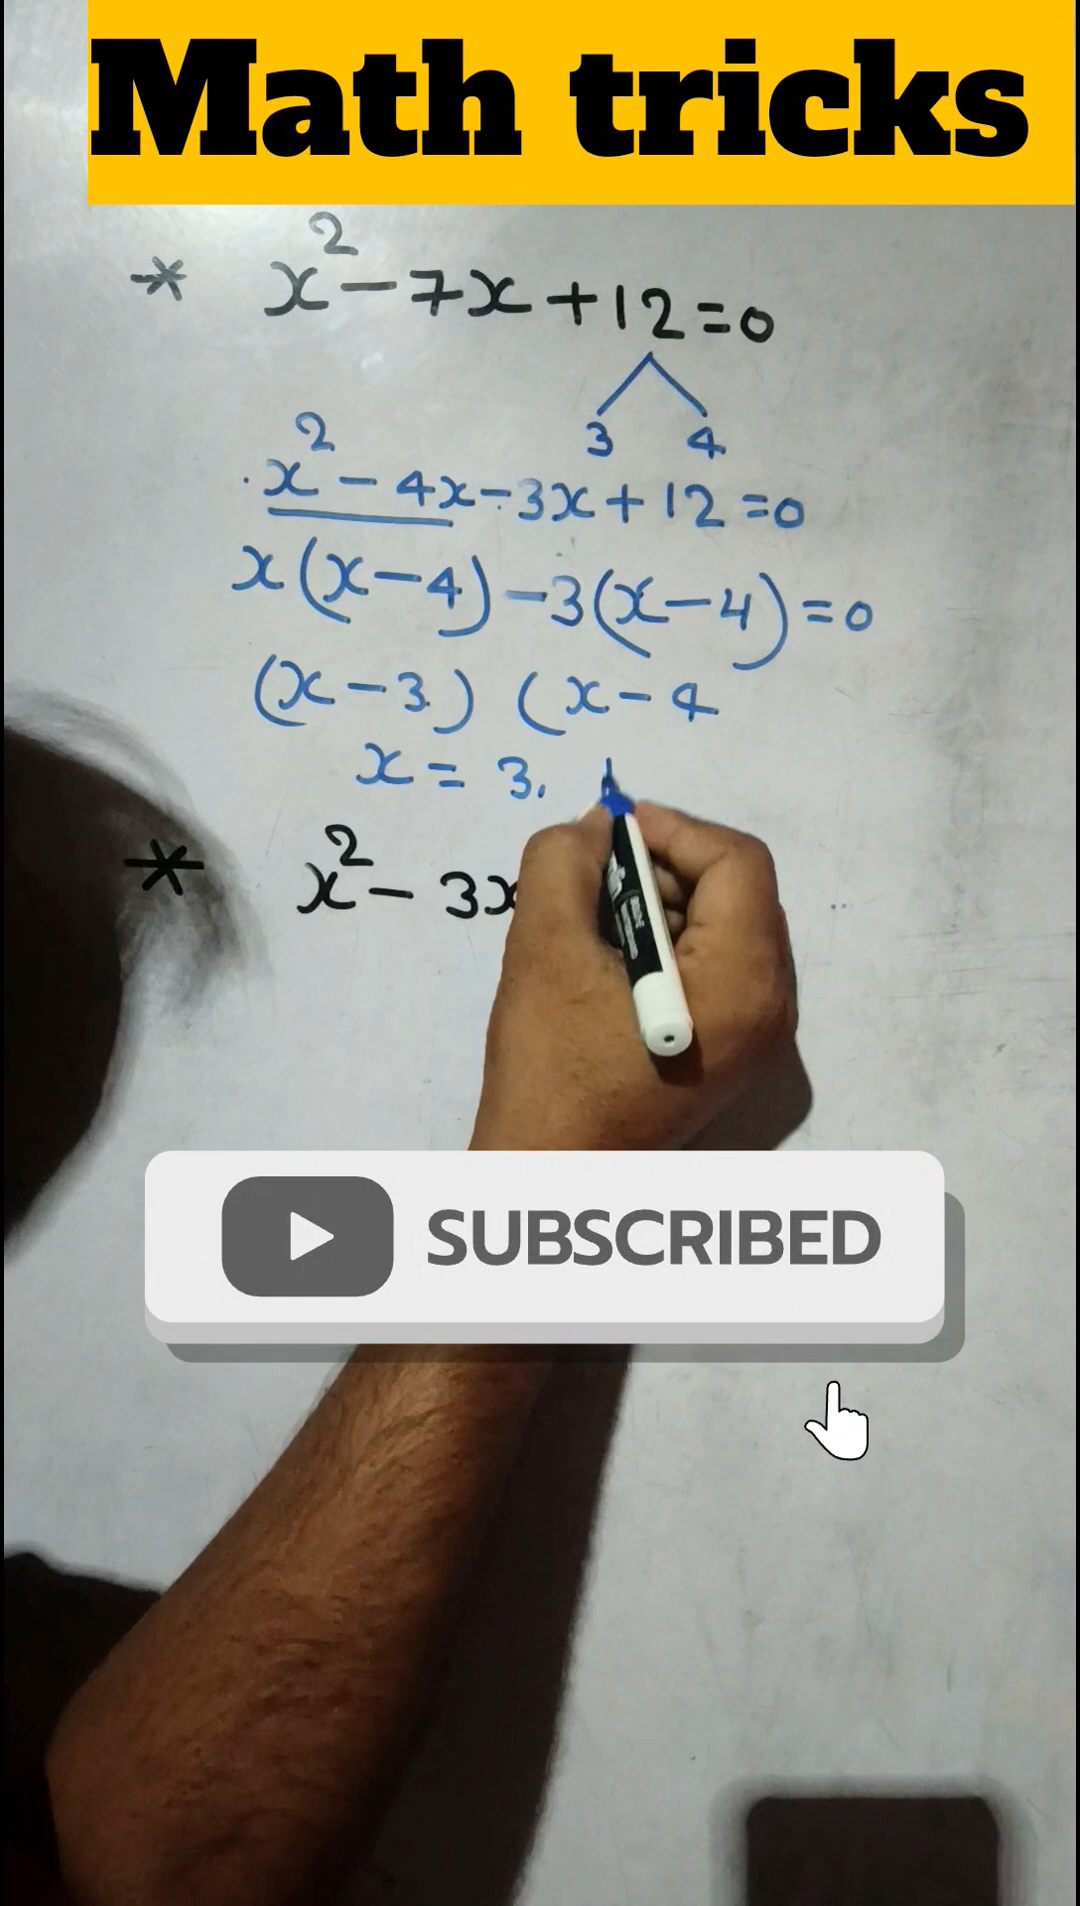 Math tricks
* x² - 7x + 12 = 0
3 4
x² - 4x - 3x + 12 = 0
x(x - 4) - 3(x - 4) = 0
(x - 3) (x - 4
x = 3,
* x² - 3x
SUBSCRIBED